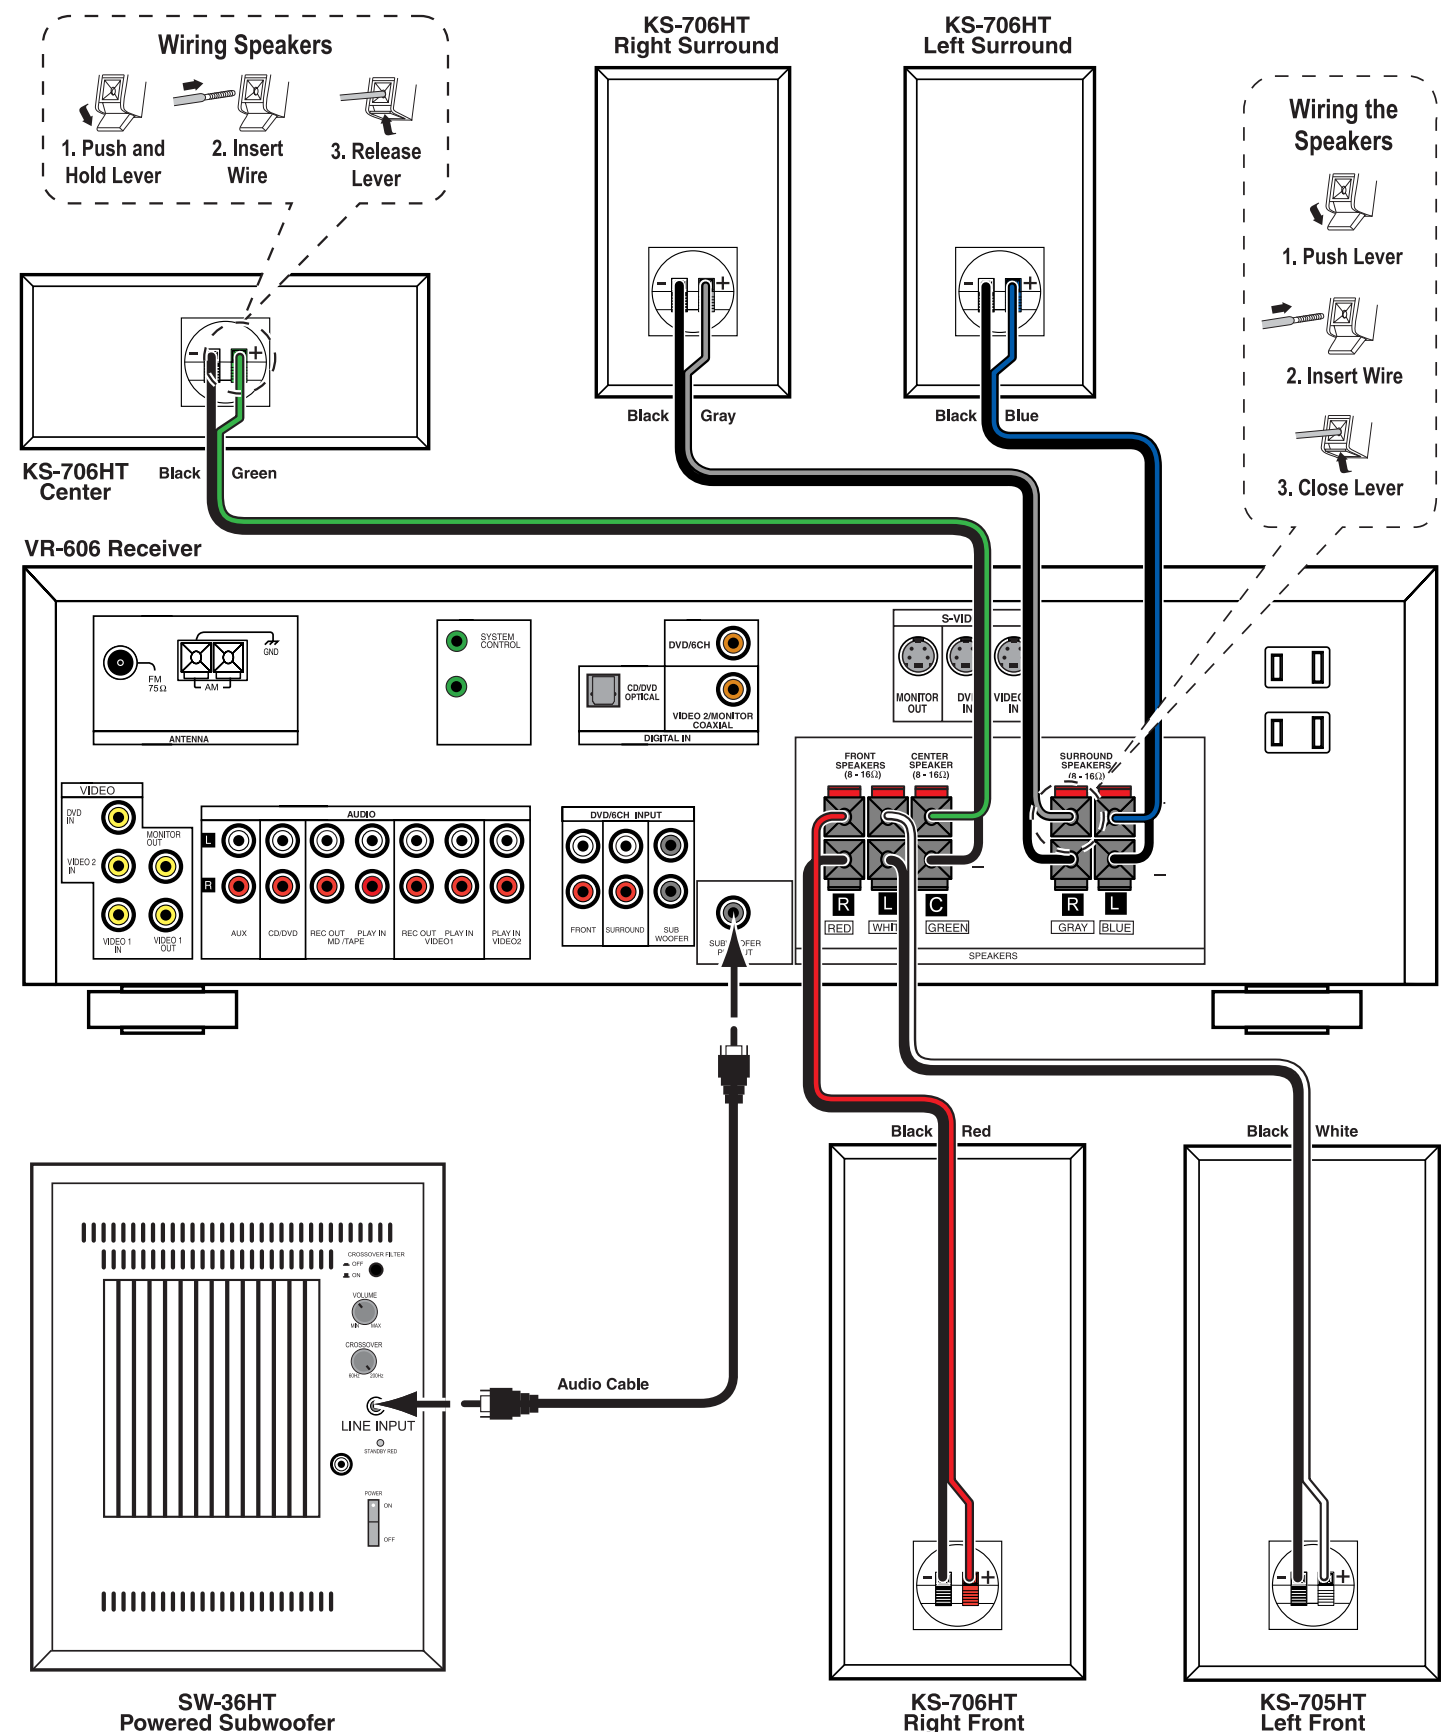 Wiring Speakers
1. Push and
Hold Lever
2. Insert
Wire
3. Release
Lever
KS-706HT
Right Surround
KS-706HT
Left Surround
Wiring the
Speakers
1. Push Lever
2. Insert Wire
3. Close Lever
- +
- +
- +
Black Gray
Black Blue
KS-706HT
Center
Black Green
VR-606 Receiver
FM
75Ω
AM
GND
ANTENNA
SYSTEM
CONTROL
DVD/6CH
CD/DVD
OPTICAL
VIDEO 2/MONITOR
COAXIAL
DIGITAL IN
MONITOR
OUT
IN
IN
FRONT
SPEAKERS
(8 - 16Ω)
CENTER
SPEAKER
(8 - 16Ω)
SURROUND
SPEAKERS
(8 - 16Ω)
VIDEO
DVD
IN
MONITOR
OUT
VIDEO 2
IN
VIDEO 1
IN
VIDEO 1
OUT
AUDIO
L
R
AUX
CD/DVD
REC OUT PLAY IN
MD /TAPE
REC OUT PLAY IN
VIDEO1
PLAY IN
VIDEO2
DVD/6CH INPUT
FRONT
SURROUND
SUB
WOOFER
R L C R L
RED
GREEN
GRAY
BLUE
SPEAKERS
Black Red
Black White
CROSSOVER FILTER
OFF
ON
VOLUME
MIN MAX
CROSSOVER
60Hz 200Hz
LINE INPUT
STANDBY RED
POWER
ON
OFF
Audio Cable
- +
- +
SW-36HT
Powered Subwoofer
KS-706HT
Right Front
KS-705HT
Left Front